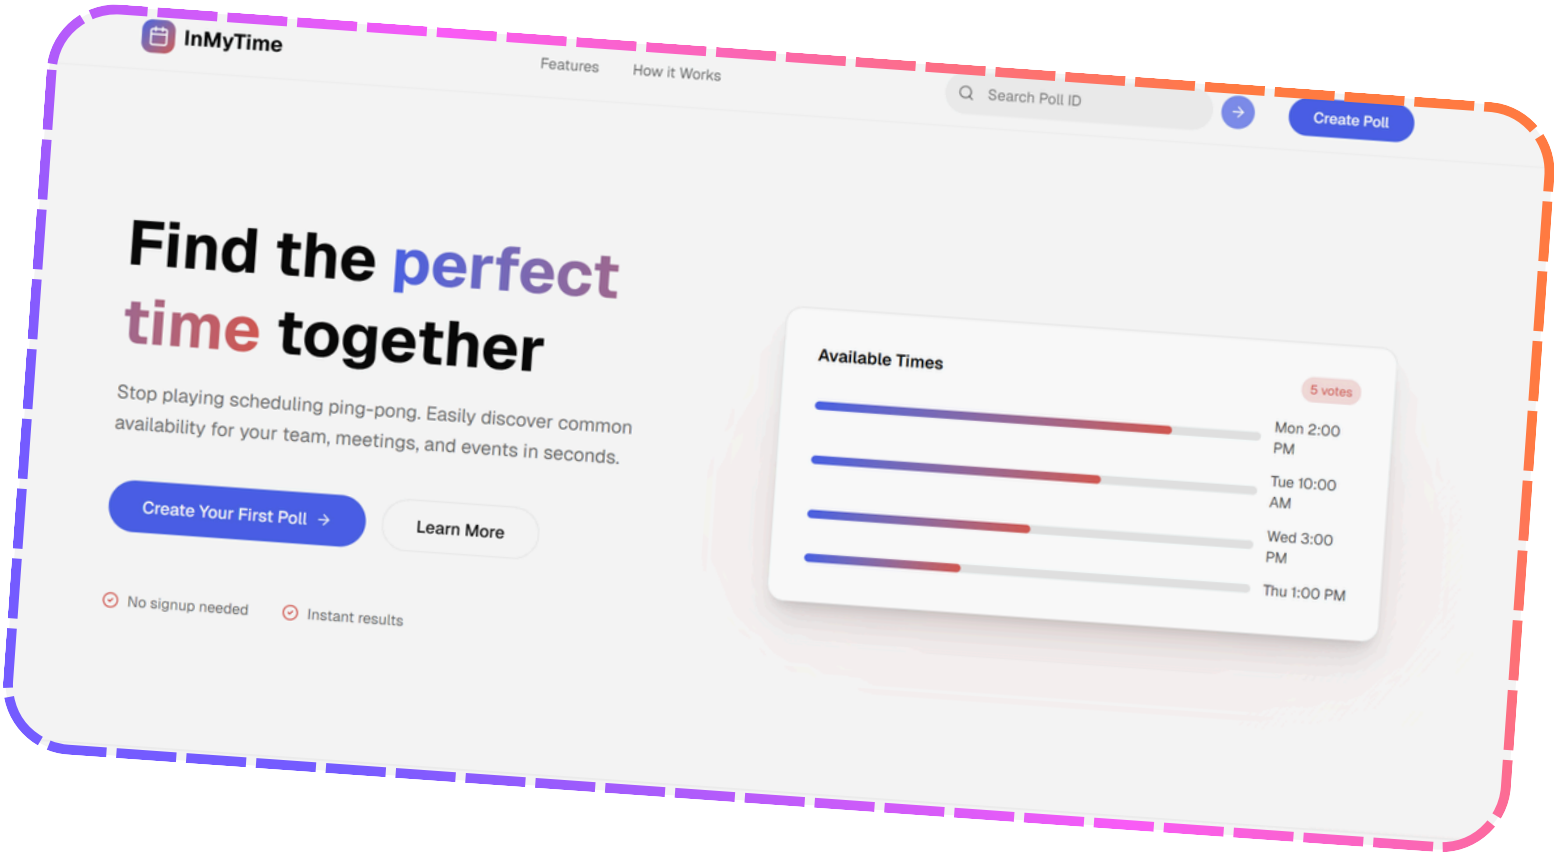 InMyTime
Features
How it Works
Search Poll ID
Create Poll
Find the perfect
time together
Stop playing scheduling ping-pong. Easily discover common
availability for your team, meetings, and events in seconds.
Create Your First Poll →
Learn More
No signup needed
Instant results
Available Times
5 votes
Mon 2:00
PM
Tue 10:00
AM
Wed 3:00
PM
Thu 1:00 PM